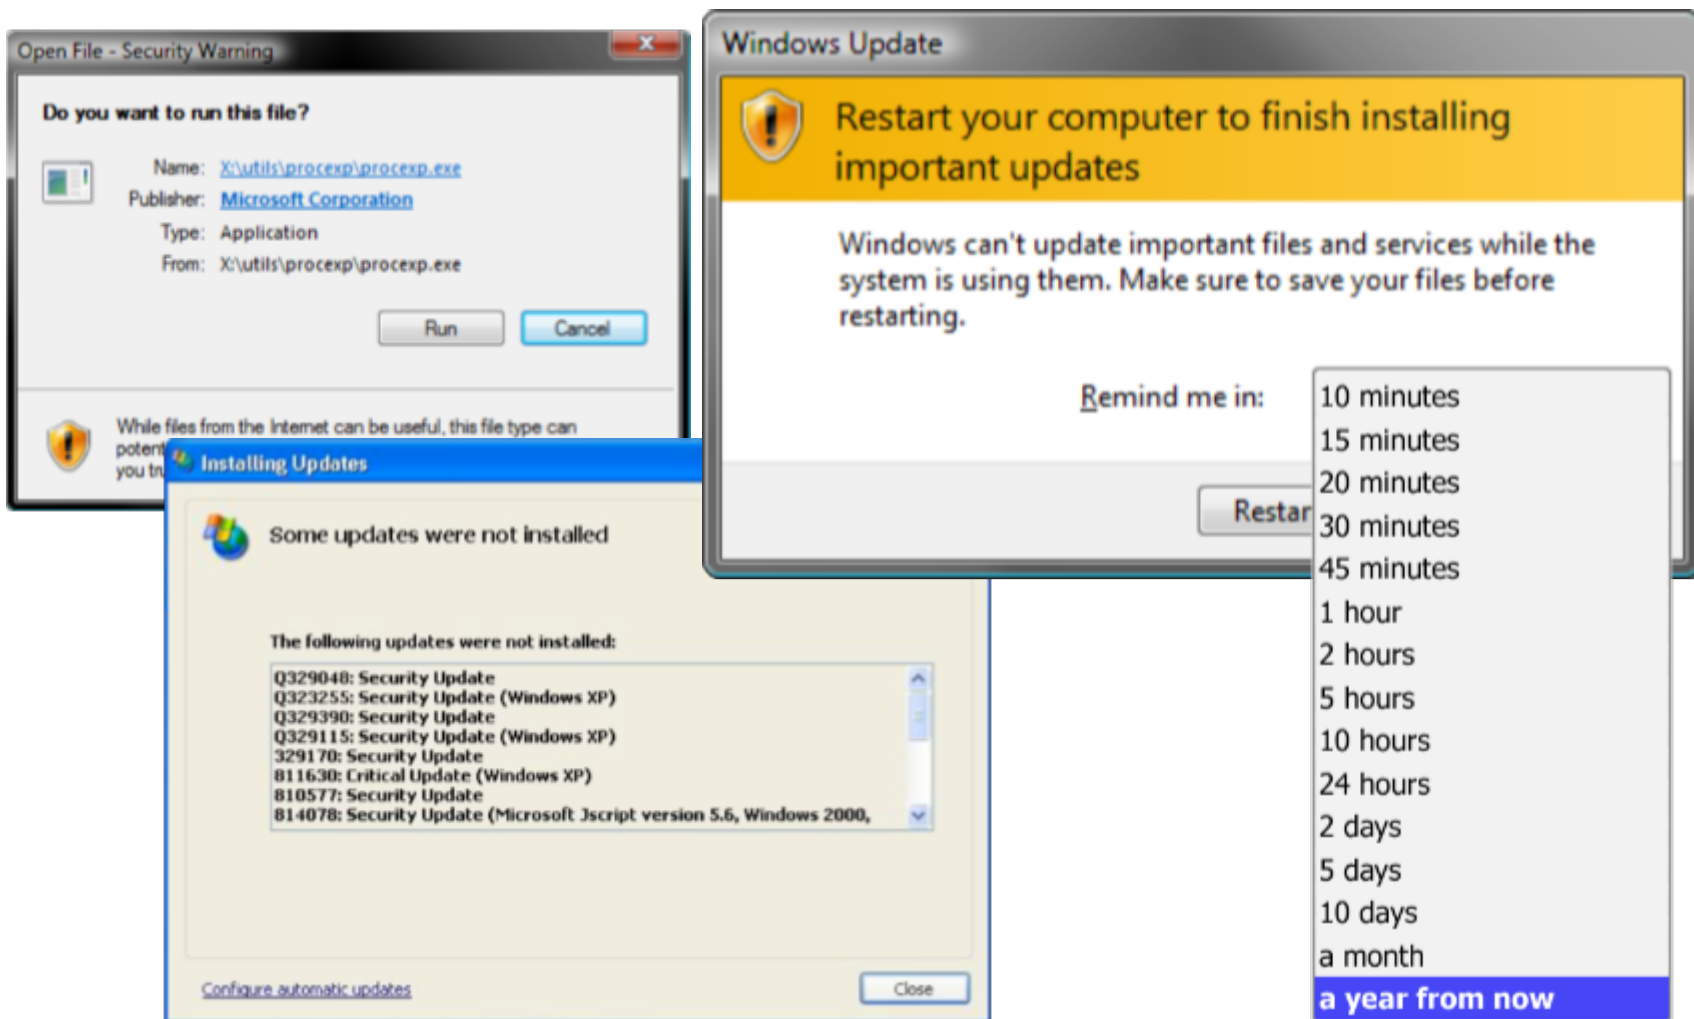 Open File - Security Warning
Do you want to run this file?
Name: X:\utils\procexp\procexp.exe
Publisher: Microsoft Corporation
Type: Application
From: X:\utils\procexp\procexp.exe
Run Cancel
While files from the Internet can be useful, this file type can
potent
you tru
Windows Update
Restart your computer to finish installing
important updates
Windows can't update important files and services while the
system is using them. Make sure to save your files before
restarting.
Remind me in:
10 minutes
15 minutes
20 minutes
30 minutes
45 minutes
1 hour
2 hours
5 hours
10 hours
24 hours
2 days
5 days
10 days
a month
a year from now
Restar
Installing Updates
Some updates were not installed
The following updates were not installed:
Q329048: Security Update
Q323255: Security Update (Windows XP)
Q329390: Security Update
Q329115: Security Update (Windows XP)
329170: Security Update
811630: Critical Update (Windows XP)
810577: Security Update
814078: Security Update (Microsoft Jscript version 5.6, Windows 2000,
Configure automatic updates
Close